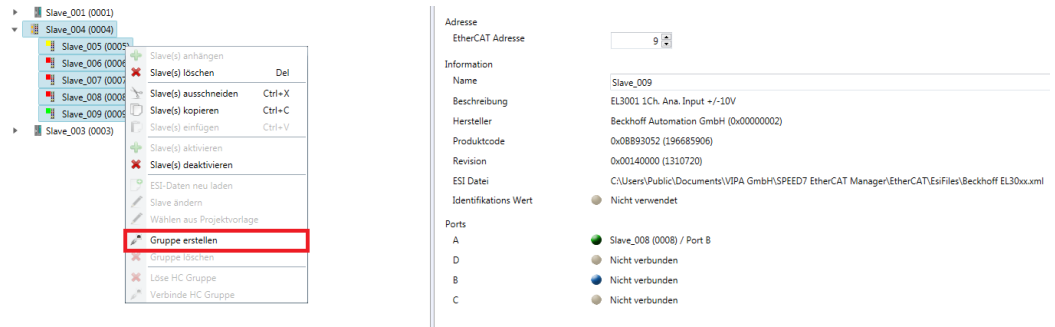 Slave_001 (0001)
Slave_004 (0004)
Slave_005 (0005)
Slave_006 (0006
Slave_007 (0007
Slave_008 (0008
Slave_009 (0009
Slave_003 (0003)
Slave(s) anhängen
Slave(s) löschen Del
Slave(s) ausschneiden Ctrl+X
Slave(s) kopieren Ctrl+C
Slave(s) einfügen Ctrl+V
Slave(s) aktivieren
Slave(s) deaktivieren
ESI-Daten neu laden
Slave ändern
Wählen aus Projektvorlage
Gruppe erstellen
Gruppe löschen
Löse HC Gruppe
Verbinde HC Gruppe
Adresse
EtherCAT Adresse 9
Information
Name Slave_009
Beschreibung EL3001 1Ch. Ana. Input +/-10V
Hersteller Beckhoff Automation GmbH (0x00000002)
Produktcode 0x0BB93052 (196685906)
Revision 0x00140000 (1310720)
ESI Datei C:\Users\Public\Documents\VIPA GmbH\SPEED7 EtherCAT Manager\EtherCAT\EsiFiles\Beckhoff EL30xx.xml
Identifikations Wert Nicht verwendet
Ports
A Slave_008 (0008) / Port B
D Nicht verbunden
B Nicht verbunden
C Nicht verbunden